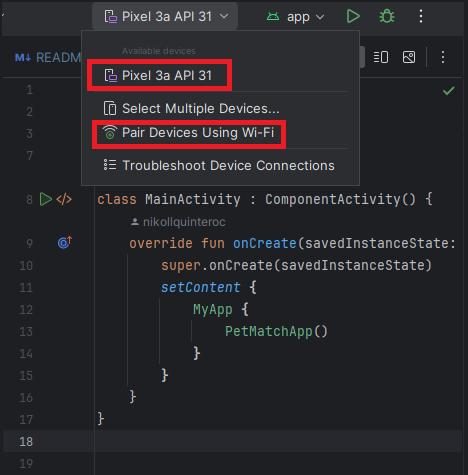 Pixel 3a API 31 app
Available devices
README
Pixel 3a API 31
1
2
Select Multiple Devices...
3
Pair Devices Using Wi-Fi
7
Troubleshoot Device Connections
8 class MainActivity : ComponentActivity() {
nikollquinteroc
9 override fun onCreate(savedInstanceState:
10 super.onCreate(savedInstanceState)
11 setContent {
12 MyApp {
13 PetMatchApp()
14 }
15 }
16 }
17 }
18
19